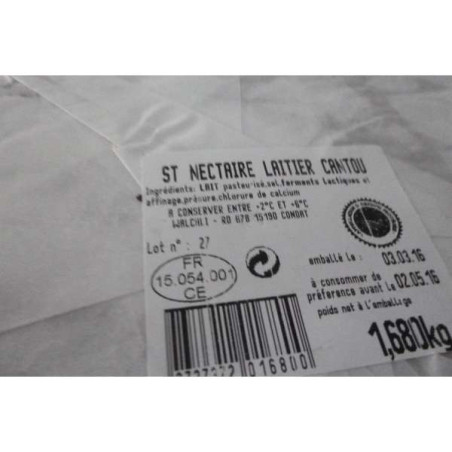 ST NECTAIRE LAITIER CANTOU
Ingrédients: LAIT pasteurisé,sel,ferments lactiques et
affinage,présure,chlorure de calcium
A CONSERVER ENTRE +2°C ET +6°C
WALCHLI - RD 678 15190 CONDAT
Lot n° : 27
FR
15.054.001
CE
emballé le : 03.03.16
à consommer de
préférence avant le 02.05.16
poids net à l'emballage
1,680kg
016800